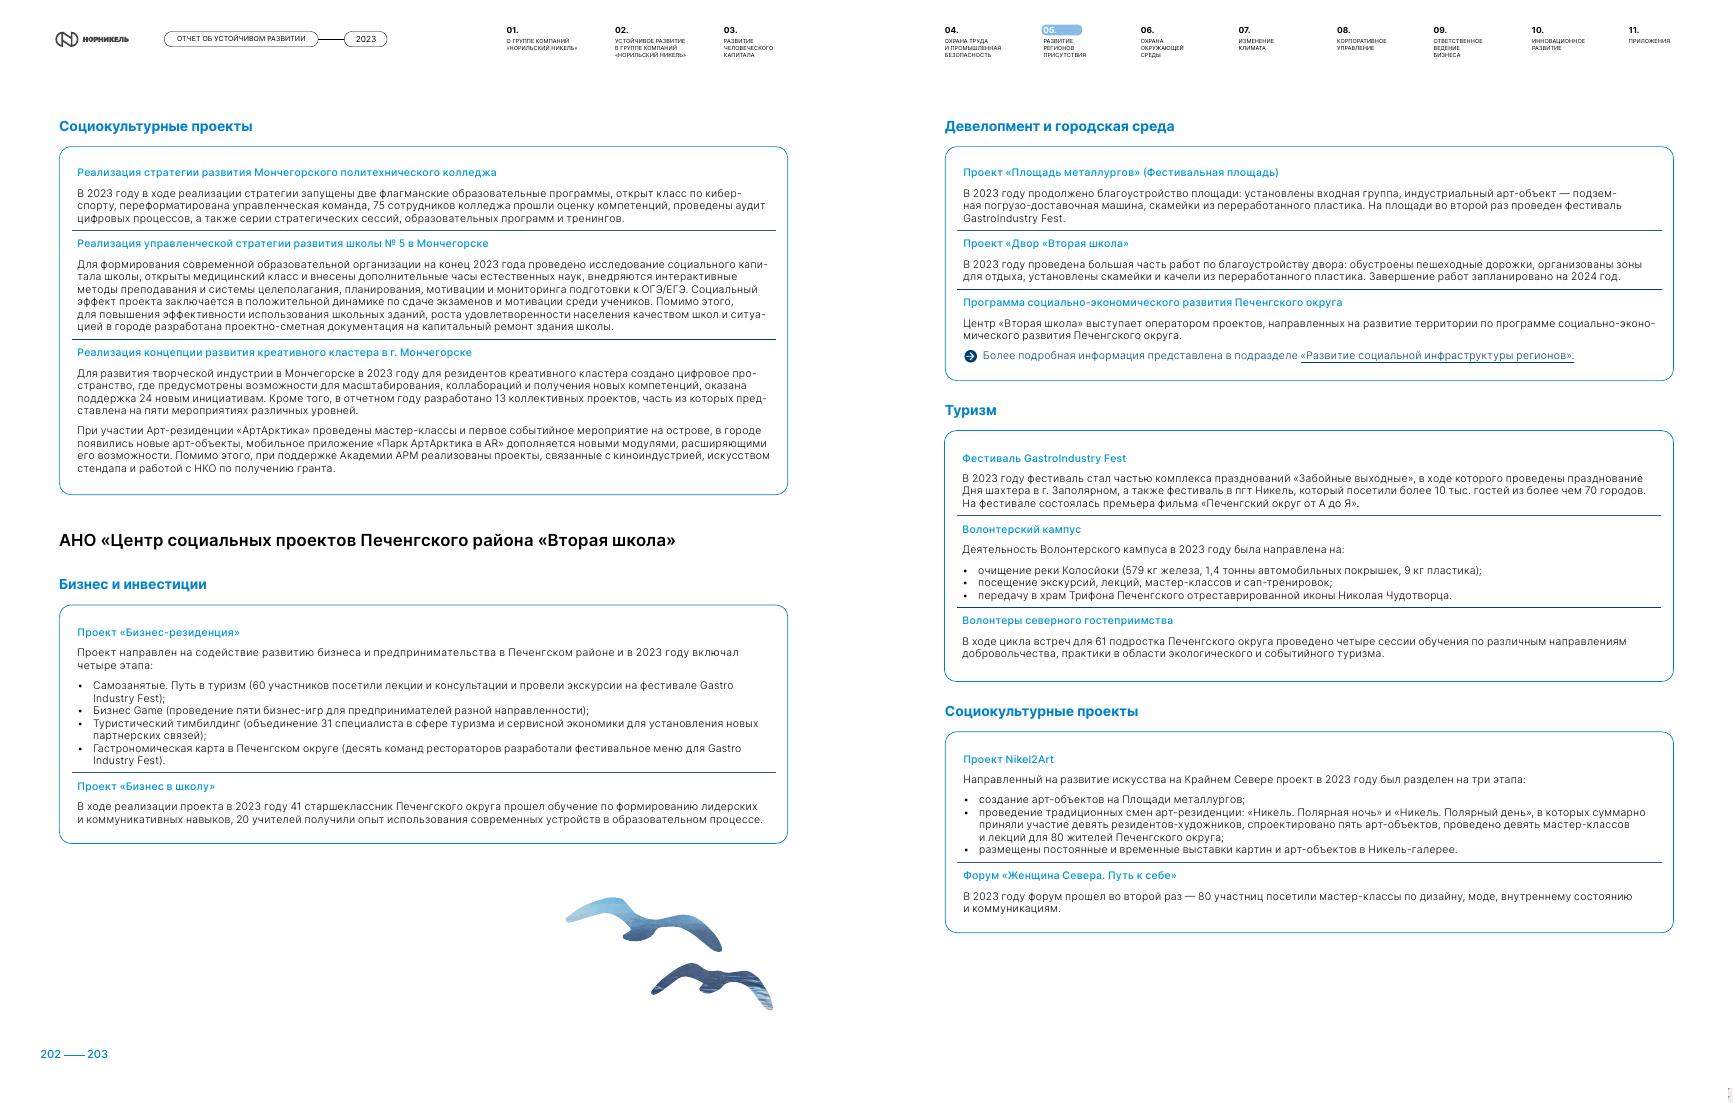 НОРНИКЕЛЬ
ОТЧЕТ ОБ УСТОЙЧИВОМ РАЗВИТИИ
2023
01.
О ГРУППЕ КОМПАНИЙ
«НОРИЛЬСКИЙ НИКЕЛЬ»
02.
УСТОЙЧИВОЕ РАЗВИТИЕ
В ГРУППЕ КОМПАНИЙ
«НОРИЛЬСКИЙ НИКЕЛЬ»
03.
РАЗВИТИЕ
ЧЕЛОВЕЧЕСКОГО
КАПИТАЛА
04.
ОХРАНА ТРУДА
И ПРОМЫШЛЕННАЯ
БЕЗОПАСНОСТЬ
05.
РАЗВИТИЕ
РЕГИОНОВ
ПРИСУТСТВИЯ
06.
ОХРАНА
ОКРУЖАЮЩЕЙ
СРЕДЫ
07.
ИЗМЕНЕНИЕ
КЛИМАТА
08.
КОРПОРАТИВНОЕ
УПРАВЛЕНИЕ
09.
ОТВЕТСТВЕННОЕ
ВЕДЕНИЕ
БИЗНЕСА
10.
ИННОВАЦИОННОЕ
РАЗВИТИЕ
11.
ПРИЛОЖЕНИЯ
Социокультурные проекты
Реализация стратегии развития Мончегорского политехнического колледжа
В 2023 году в ходе реализации стратегии запущены две флагманские образовательные программы, открыт класс по кибер-
спорту, переформатирована управленческая команда, 75 сотрудников колледжа прошли оценку компетенций, проведены аудит
цифровых процессов, а также серии стратегических сессий, образовательных программ и тренингов.
Реализация управленческой стратегии развития школы № 5 в Мончегорске
Для формирования современной образовательной организации на конец 2023 года проведено исследование социального капи-
тала школы, открыты медицинский класс и внесены дополнительные часы естественных наук, внедряются интерактивные
методы преподавания и системы целеполагания, планирования, мотивации и мониторинга подготовки к ОГЭ/ЕГЭ. Социальный
эффект проекта заключается в положительной динамике по сдаче экзаменов и мотивации среди учеников. Помимо этого,
для повышения эффективности использования школьных зданий, роста удовлетворенности населения качеством школ и ситуа-
цией в городе разработана проектно-сметная документация на капитальный ремонт здания школы.
Реализация концепции развития креативного кластера в г. Мончегорске
Для развития творческой индустрии в Мончегорске в 2023 году для резидентов креативного кластера создано цифровое про-
странство, где предусмотрены возможности для масштабирования, коллабораций и получения новых компетенций, оказана
поддержка 24 новым инициативам. Кроме того, в отчетном году разработано 13 коллективных проектов, часть из которых пред-
ставлена на пяти мероприятиях различных уровней.
При участии Арт-резиденции «АртАрктика» проведены мастер-классы и первое событийное мероприятие на острове, в городе
появились новые арт-объекты, мобильное приложение «Парк АртАрктика в AR» дополняется новыми модулями, расширяющими
его возможности. Помимо этого, при поддержке Академии АРМ реализованы проекты, связанные с киноиндустрией, искусством
стендапа и работой с НКО по получению гранта.
АНО «Центр социальных проектов Печенгского района «Вторая школа»
Бизнес и инвестиции
Проект «Бизнес-резиденция»
Проект направлен на содействие развитию бизнеса и предпринимательства в Печенгском районе и в 2023 году включал
четыре этапа:
• Самозанятые. Путь в туризм (60 участников посетили лекции и консультации и провели экскурсии на фестивале Gastro
Industry Fest);
• Бизнес Game (проведение пяти бизнес-игр для предпринимателей разной направленности);
• Туристический тимбилдинг (объединение 31 специалиста в сфере туризма и сервисной экономики для установления новых
партнерских связей);
• Гастрономическая карта в Печенгском округе (десять команд рестораторов разработали фестивальное меню для Gastro
Industry Fest).
Проект «Бизнес в школу»
В ходе реализации проекта в 2023 году 41 старшеклассник Печенгского округа прошел обучение по формированию лидерских
и коммуникативных навыков, 20 учителей получили опыт использования современных устройств в образовательном процессе.
202 — 203
Девелопмент и городская среда
Проект «Площадь металлургов» (Фестивальная площадь)
В 2023 году продолжено благоустройство площади: установлены входная группа, индустриальный арт-объект — подзем-
ная погрузо-доставочная машина, скамейки из переработанного пластика. На площади во второй раз проведен фестиваль
GastroIndustry Fest.
Проект «Двор «Вторая школа»
В 2023 году проведена большая часть работ по благоустройству двора: обустроены пешеходные дорожки, организованы зоны
для отдыха, установлены скамейки и качели из переработанного пластика. Завершение работ запланировано на 2024 год.
Программа социально-экономического развития Печенгского округа
Центр «Вторая школа» выступает оператором проектов, направленных на развитие территории по программе социально-эконо-
мического развития Печенгского округа.
Более подробная информация представлена в подразделе «Развитие социальной инфраструктуры регионов».
Туризм
Фестиваль GastroIndustry Fest
В 2023 году фестиваль стал частью комплекса празднований «Забойные выходные», в ходе которого проведены празднование
Дня шахтера в г. Заполярном, а также фестиваль в пгт Никель, который посетили более 10 тыс. гостей из более чем 70 городов.
На фестивале состоялась премьера фильма «Печенгский округ от А до Я».
Волонтерский кампус
Деятельность Волонтерского кампуса в 2023 году была направлена на:
• очищение реки Колосйоки (579 кг железа, 1,4 тонны автомобильных покрышек, 9 кг пластика);
• посещение экскурсий, лекций, мастер-классов и сап-тренировок;
• передачу в храм Трифона Печенгского отреставрированной иконы Николая Чудотворца.
Волонтеры северного гостеприимства
В ходе цикла встреч для 61 подростка Печенгского округа проведено четыре сессии обучения по различным направлениям
добровольчества, практики в области экологического и событийного туризма.
Социокультурные проекты
Проект Nikel2Art
Направленный на развитие искусства на Крайнем Севере проект в 2023 году был разделен на три этапа:
• создание арт-объектов на Площади металлургов;
• проведение традиционных смен арт-резиденции: «Никель. Полярная ночь» и «Никель. Полярный день», в которых суммарно
приняли участие девять резидентов-художников, спроектировано пять арт-объектов, проведено девять мастер-классов
и лекций для 80 жителей Печенгского округа;
• размещены постоянные и временные выставки картин и арт-объектов в Никель-галерее.
Форум «Женщина Севера. Путь к себе»
В 2023 году форум прошел во второй раз — 80 участниц посетили мастер-классы по дизайну, моде, внутреннему состоянию
и коммуникациям.